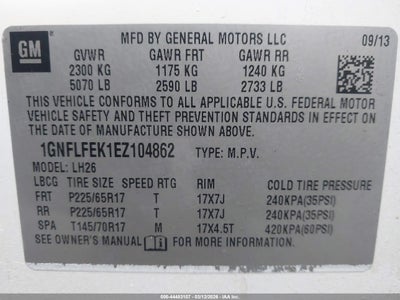 GM
MFD BY GENERAL MOTORS LLC 09/13
GVWR GAWR FRT GAWR RR
2300 KG 1175 KG 1240 KG
5070 LB 2590 LB 2733 LB
THIS VEHICLE CONFORMS TO ALL APPLICABLE U.S. FEDERAL MOTOR
VEHICLE SAFETY AND THEFT PREVENTION STANDARDS
IN EFFECT ON THE DATE OF MANUFACTURE SHOWN ABOVE.
1GNFLFEK1EZ104862 TYPE: M.P.V.
MODEL: LH26
LBCG TIRE SIZE SPEED RTG RIM COLD TIRE PRESSURE
FRT P225/65R17 T 17X7J 240KPA(35PSI)
RR P225/65R17 T 17X7J 240KPA(35PSI)
SPA T145/70R17 M 17X4.5T 420KPA(60PSI)
SEE OWNER'S MANUAL FOR MORE INFORMATION.